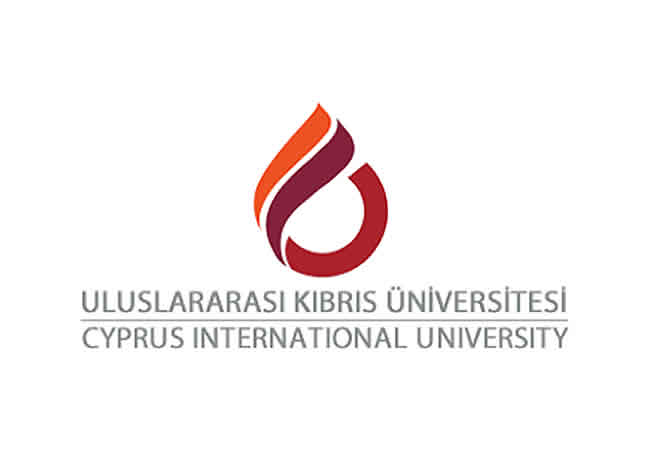 ULUSLARARASI KIBRIS ÜNİVERSİTESİ
CYPRUS INTERNATIONAL UNIVERSITY